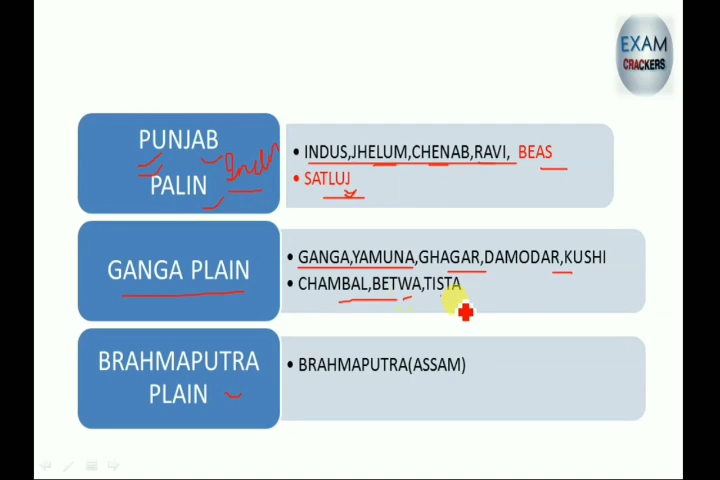 EXAM
CRACKERS
PUNJAB
PALIN
• INDUS,JHELUM,CHENAB,RAVI, BEAS
• SATLUJ
GANGA PLAIN
• GANGA,YAMUNA,GHAGAR,DAMODAR,KUSHI
• CHAMBAL,BETWA,TISTA
BRAHMAPUTRA
PLAIN
• BRAHMAPUTRA(ASSAM)